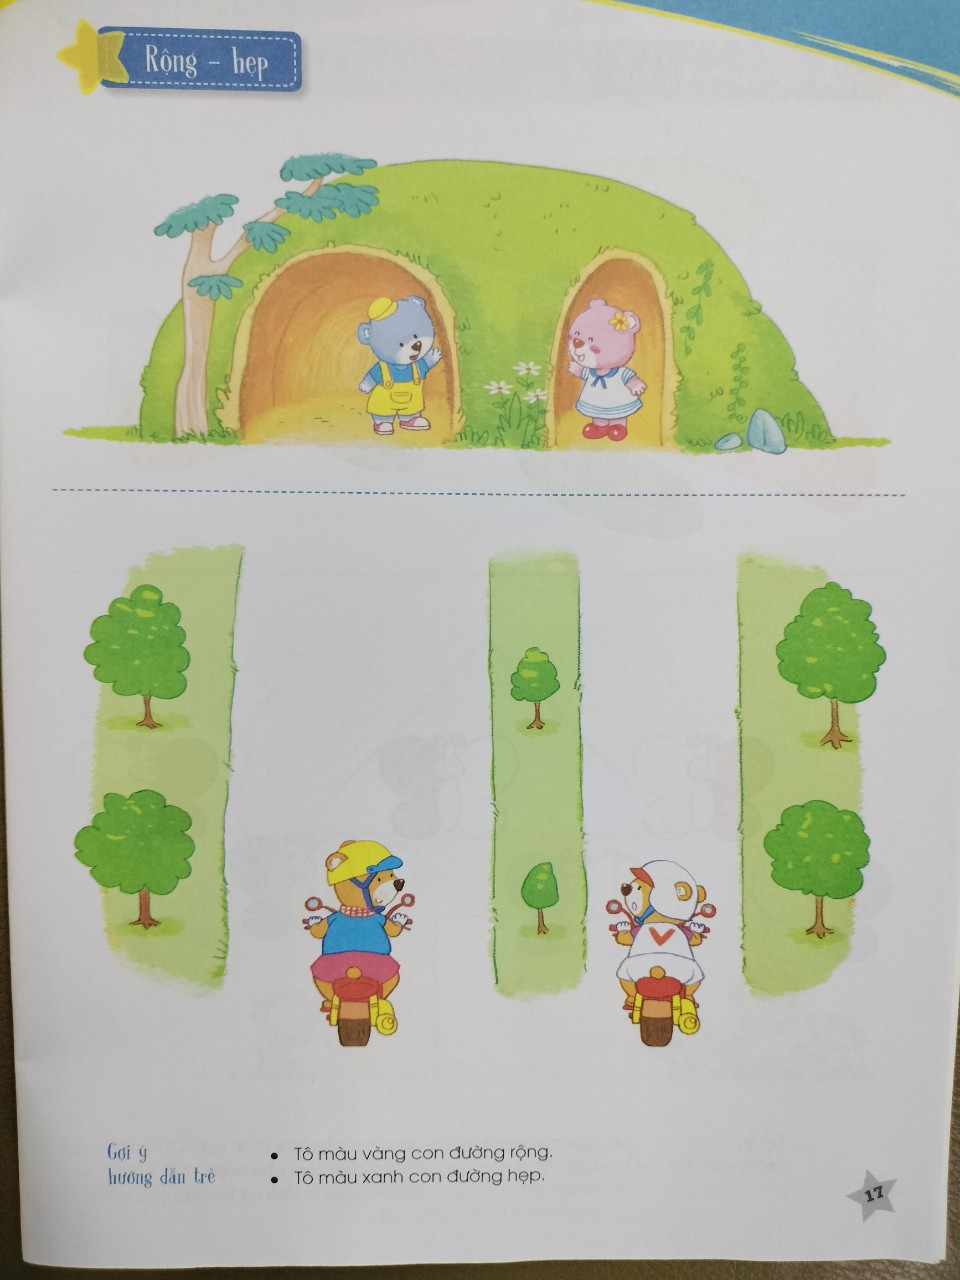 Rộng - hẹp
Gợi ý
hướng dẫn trẻ
• Tô màu vàng con đường rộng.
• Tô màu xanh con đường hẹp.
17